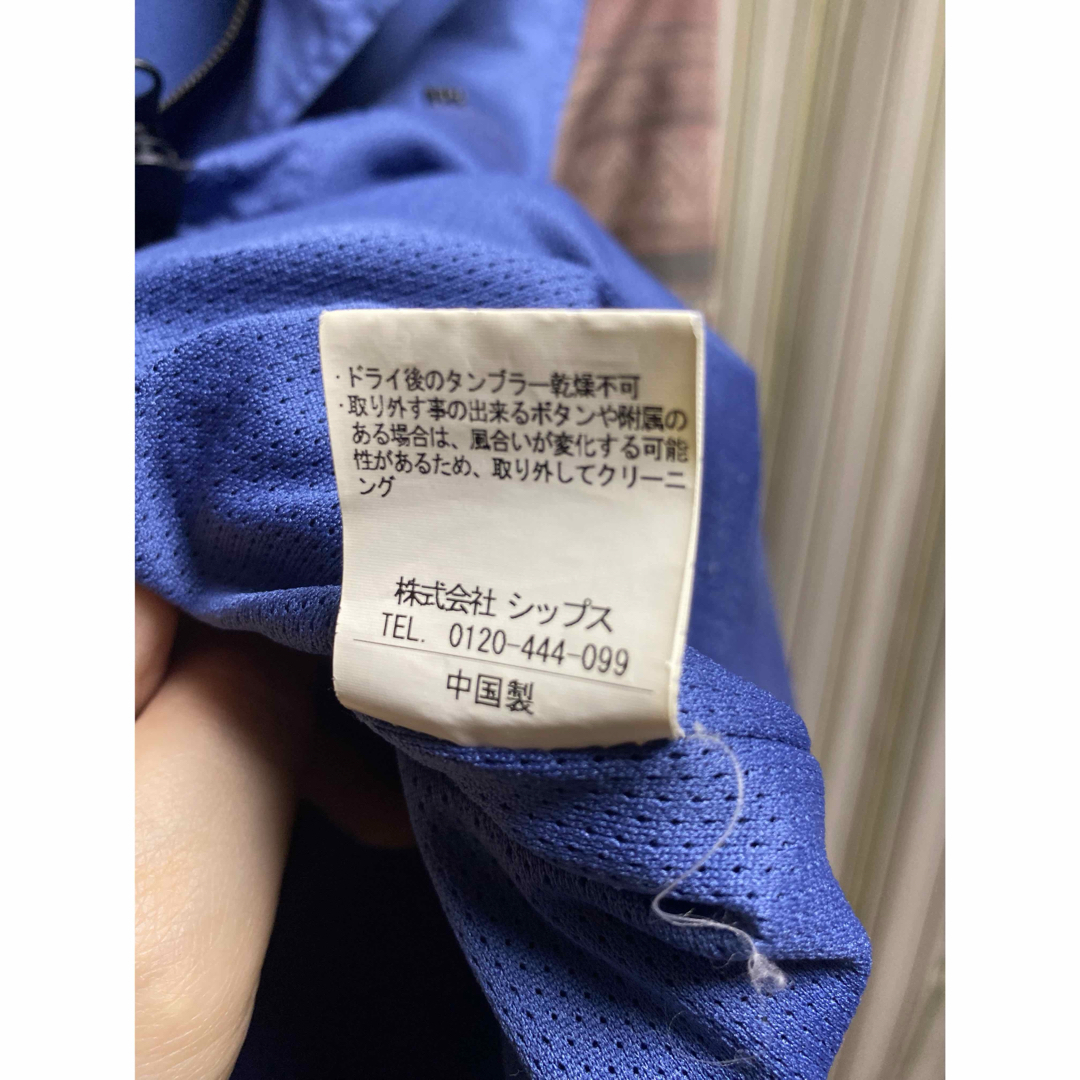 ・ドライ後のタンブラー乾燥不可
・取り外す事の出来るボタンや附属の
ある場合は、風合いが変化する可能
性があるため、取り外してクリーニ
ング
株式会社 シップス
TEL. 0120-444-099
中国製